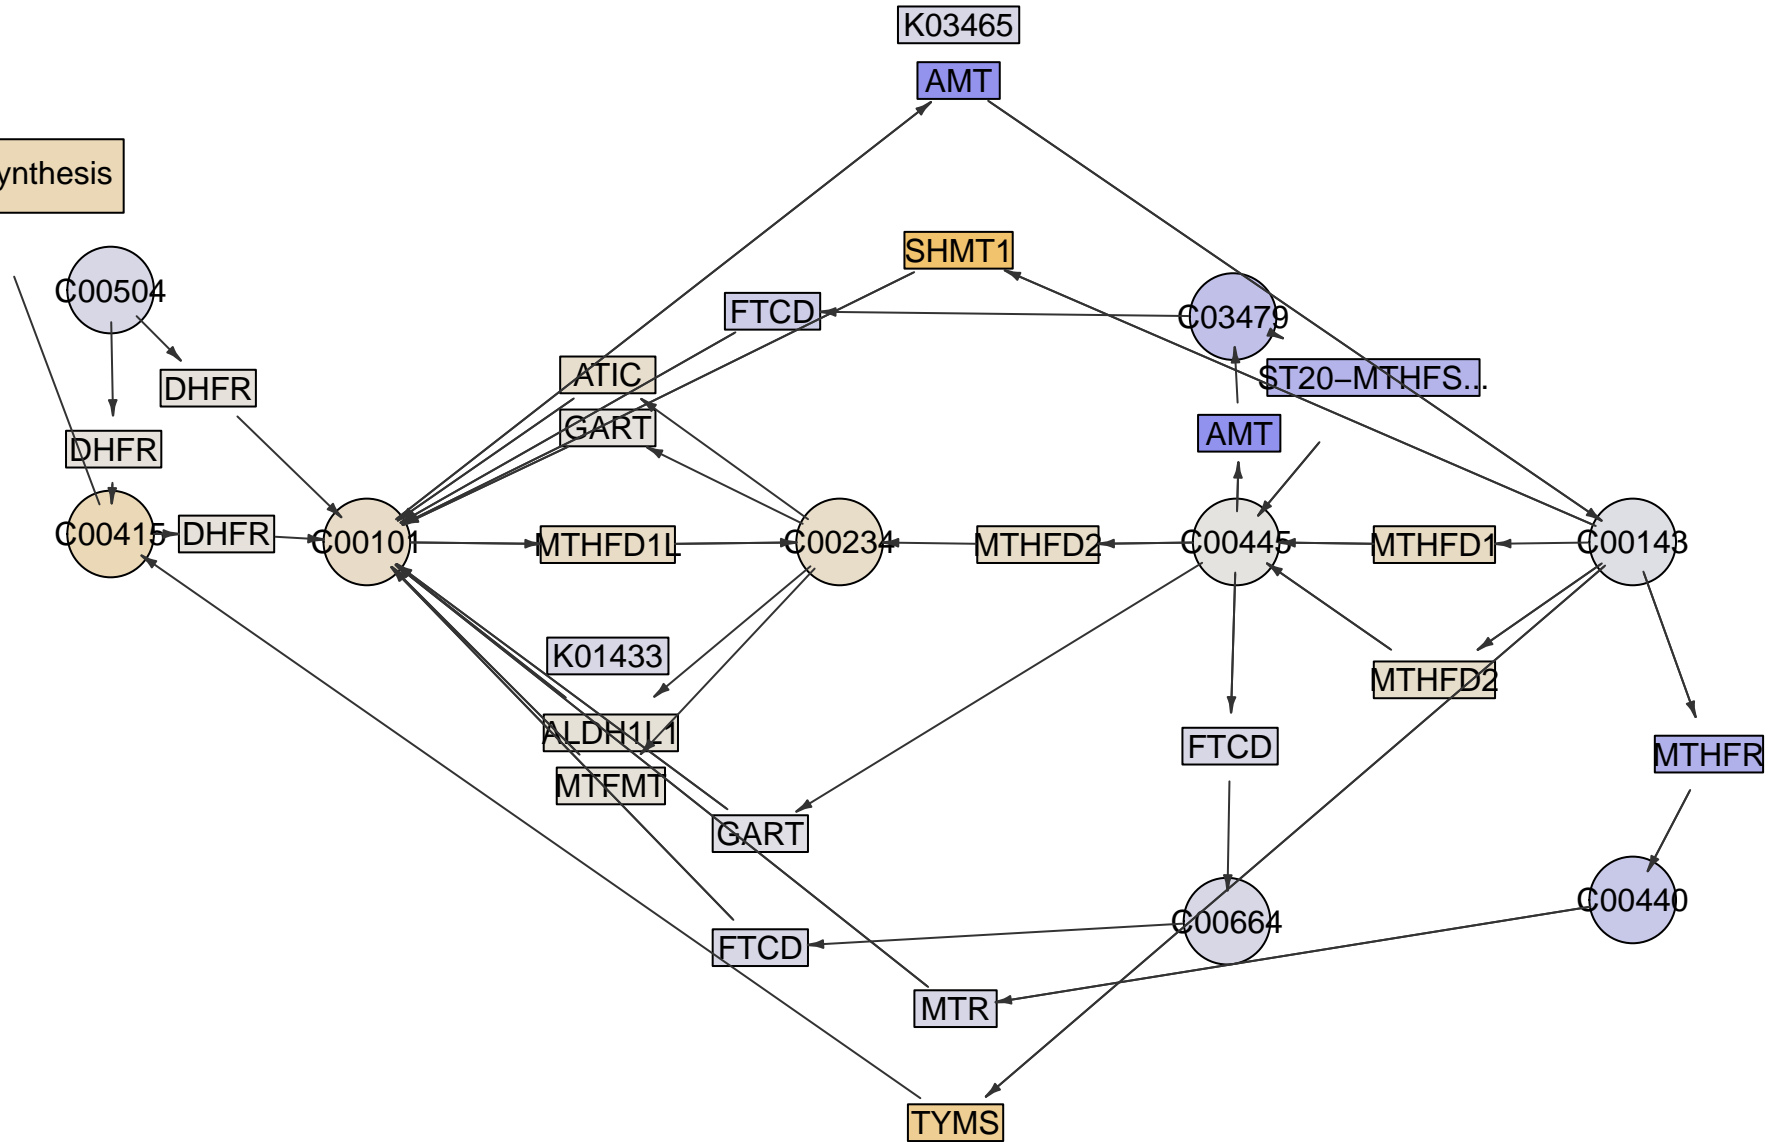 K03465
AMT
ynthesis
SHMT1
C00504
FTCD
C03479
ATIC
DHFR
ST20−MTHFS...
GART
AMT
DHFR
C00415
DHFR
C00101
MTHFD1L
C00234
MTHFD2
C00445
MTHFD1
C00143
K01433
MTHFD2
ALDH1L1
FTCD
MTHFR
MTFMT
GART
C00440
C00664
FTCD
MTR
TYMS